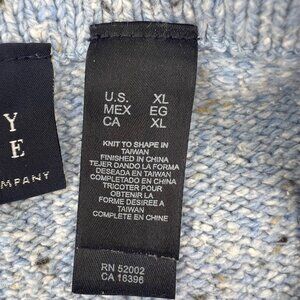 Y
E
OMPANY
U.S. XL
MEX EG
CA XL
KNIT TO SHAPE IN
TAIWAN
FINISHED IN CHINA
TEJER DANDO LA FORMA
DESEADA EN TAIWAN
COMPLETADO EN CHINA
TRICOTER POUR
OBTENIR LA
FORME DESIREE A
TAIWAN
COMPLETE EN CHINE
RN 52002
CA 16396